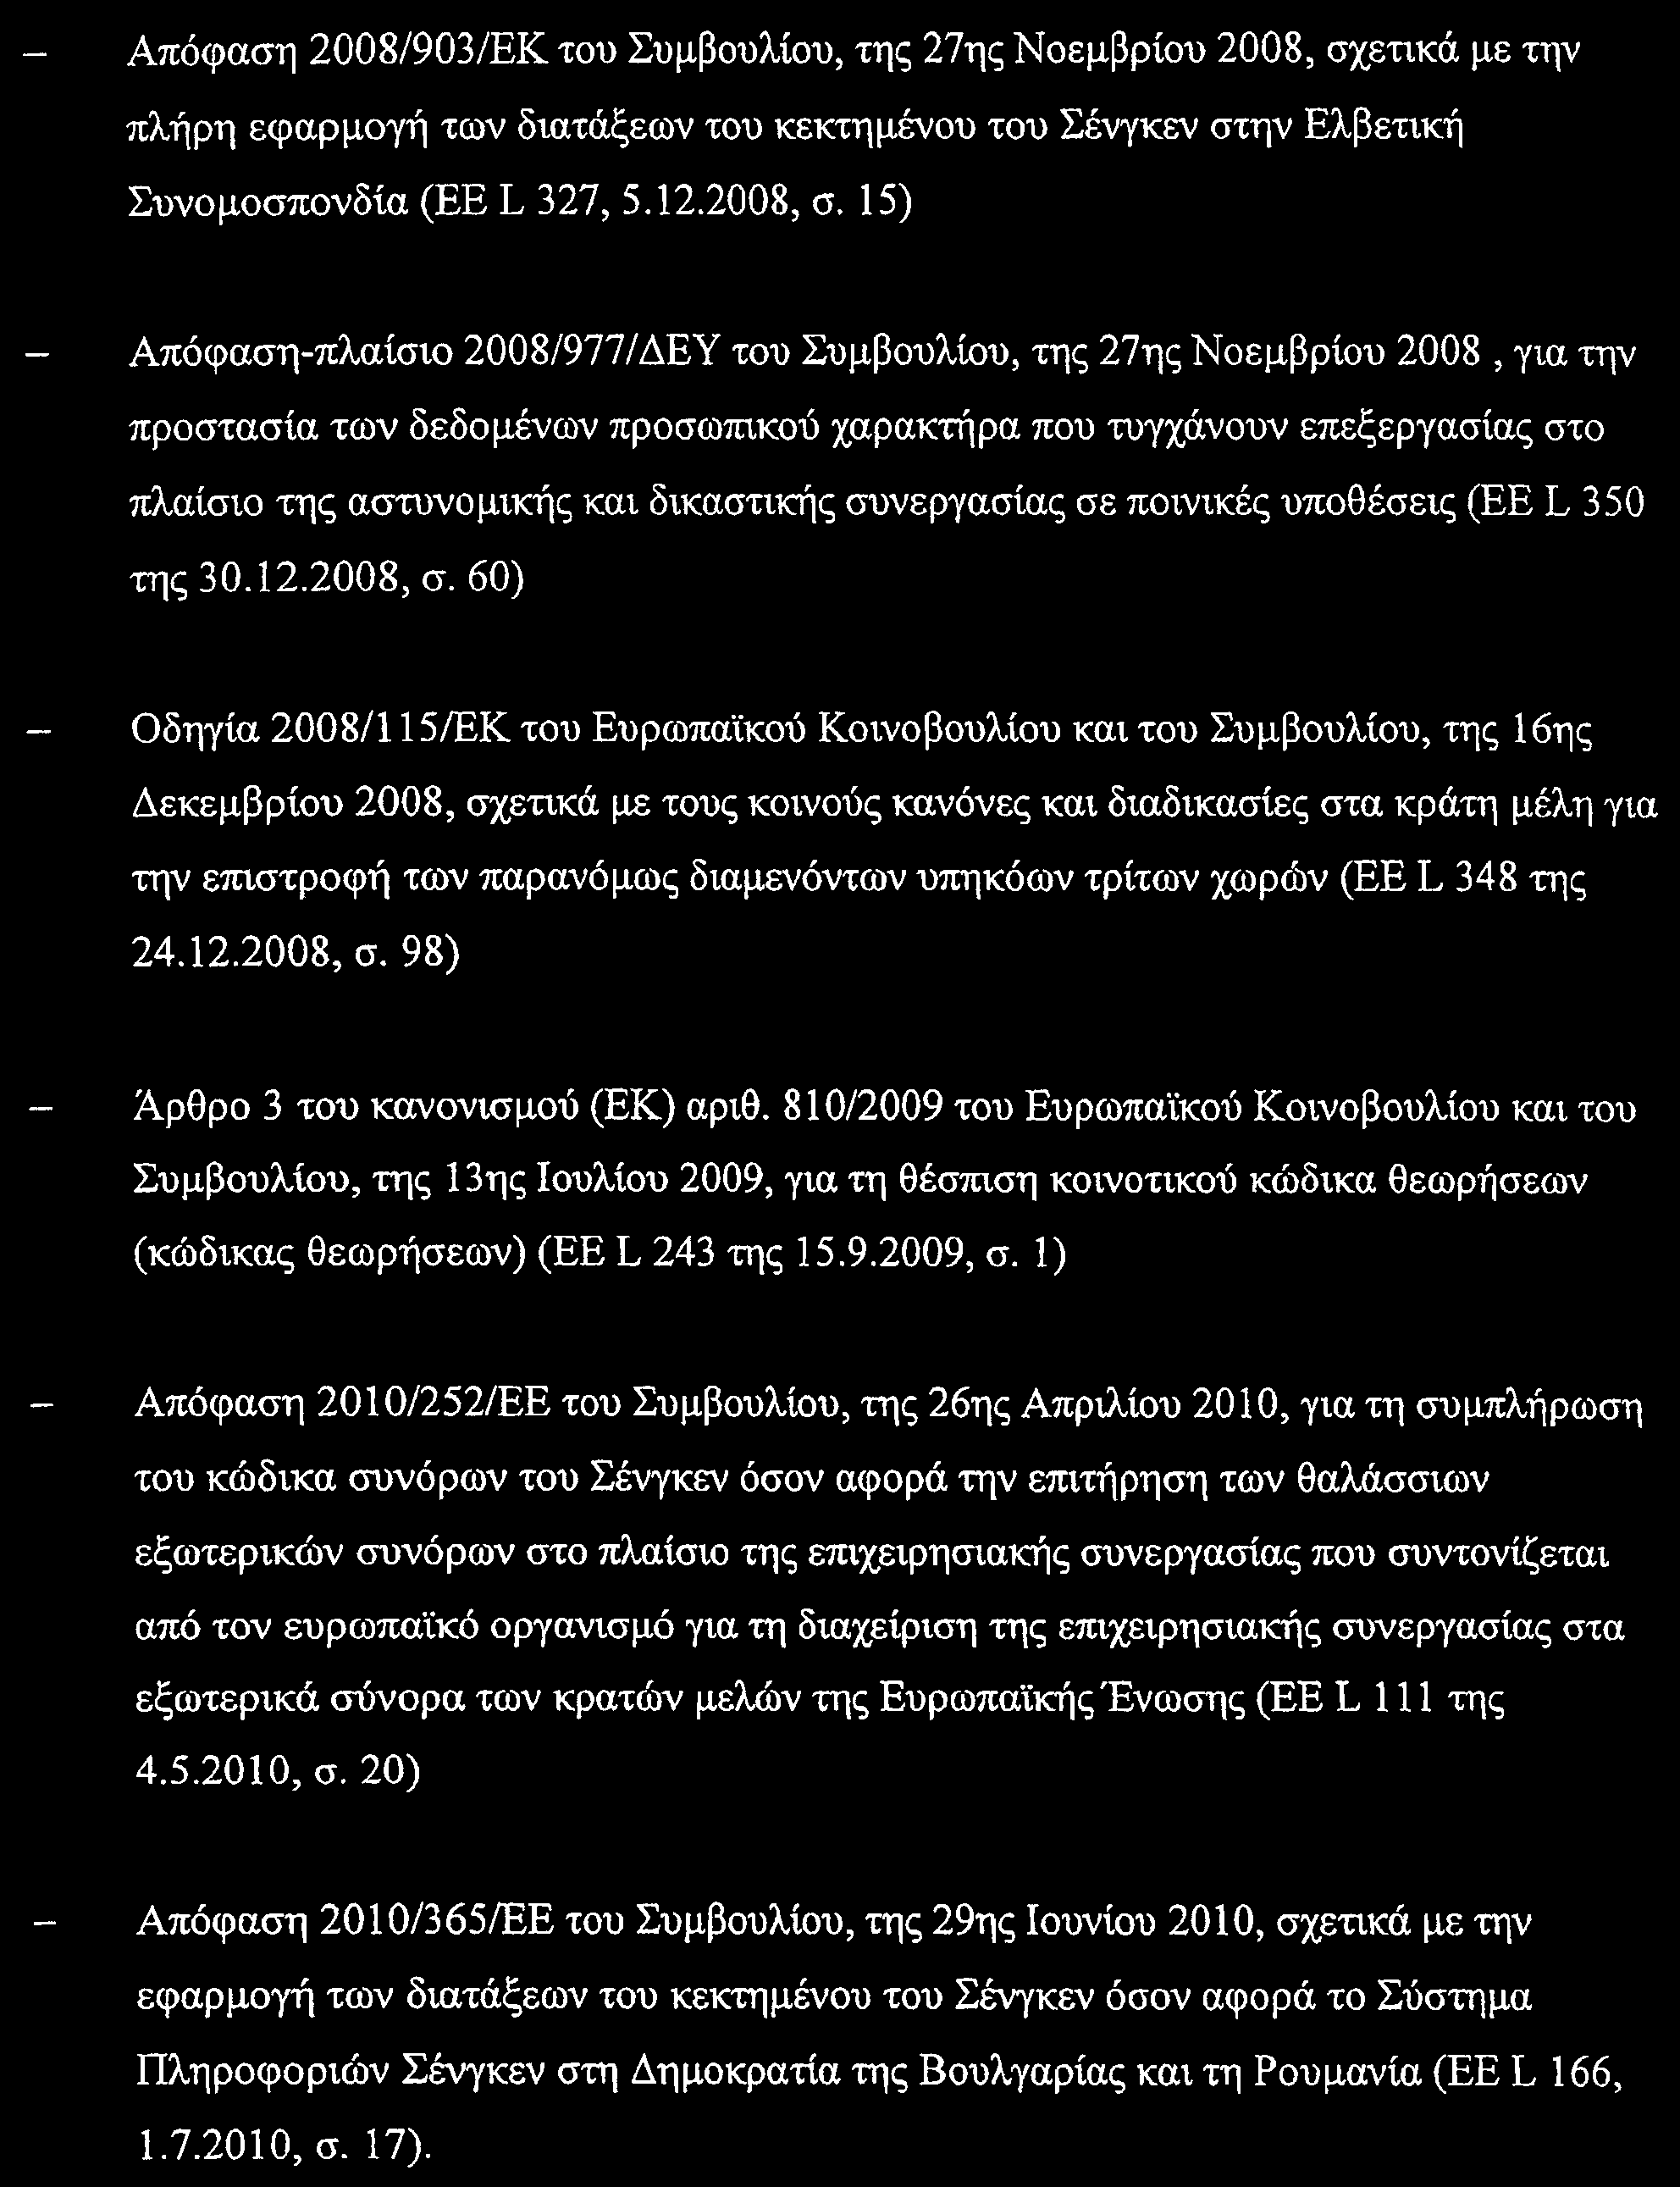 – Απόφαση 2008/903/ΕΚ του Συμβουλίου, της 27ης Νοεμβρίου 2008, σχετικά με την
πλήρη εφαρμογή των διατάξεων του κεκτημένου του Σένγκεν στην Ελβετική
Συνομοσπονδία (ΕΕ L 327, 5.12.2008, σ. 15)
– Απόφαση-πλαίσιο 2008/977/ΔΕΥ του Συμβουλίου, της 27ης Νοεμβρίου 2008 , για την
προστασία των δεδομένων προσωπικού χαρακτήρα που τυγχάνουν επεξεργασίας στο
πλαίσιο της αστυνομικής και δικαστικής συνεργασίας σε ποινικές υποθέσεις (ΕΕ L 350
της 30.12.2008, σ. 60)
– Οδηγία 2008/115/ΕΚ του Ευρωπαϊκού Κοινοβουλίου και του Συμβουλίου, της 16ης
Δεκεμβρίου 2008, σχετικά με τους κοινούς κανόνες και διαδικασίες στα κράτη μέλη για
την επιστροφή των παρανόμως διαμενόντων υπηκόων τρίτων χωρών (ΕΕ L 348 της
24.12.2008, σ. 98)
– Άρθρο 3 του κανονισμού (ΕΚ) αριθ. 810/2009 του Ευρωπαϊκού Κοινοβουλίου και του
Συμβουλίου, της 13ης Ιουλίου 2009, για τη θέσπιση κοινοτικού κώδικα θεωρήσεων
(κώδικας θεωρήσεων) (ΕΕ L 243 της 15.9.2009, σ. 1)
– Απόφαση 2010/252/ΕΕ του Συμβουλίου, της 26ης Απριλίου 2010, για τη συμπλήρωση
του κώδικα συνόρων του Σένγκεν όσον αφορά την επιτήρηση των θαλάσσιων
εξωτερικών συνόρων στο πλαίσιο της επιχειρησιακής συνεργασίας που συντονίζεται
από τον ευρωπαϊκό οργανισμό για τη διαχείριση της επιχειρησιακής συνεργασίας στα
εξωτερικά σύνορα των κρατών μελών της Ευρωπαϊκής Ένωσης (ΕΕ L 111 της
4.5.2010, σ. 20)
– Απόφαση 2010/365/ΕΕ του Συμβουλίου, της 29ης Ιουνίου 2010, σχετικά με την
εφαρμογή των διατάξεων του κεκτημένου του Σένγκεν όσον αφορά το Σύστημα
Πληροφοριών Σένγκεν στη Δημοκρατία της Βουλγαρίας και τη Ρουμανία (ΕΕ L 166,
1.7.2010, σ. 17).